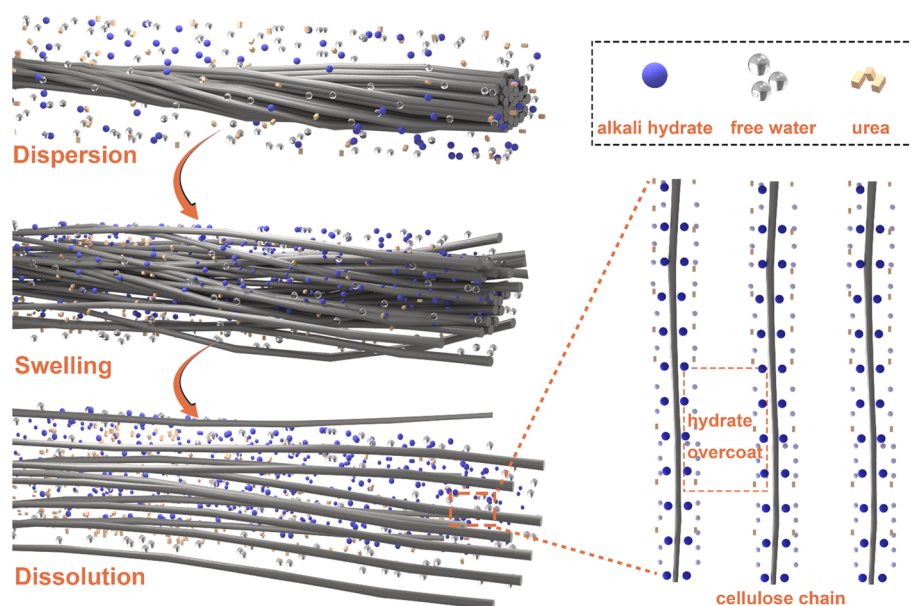 Dispersion
Swelling
Dissolution
alkali hydrate
free water
urea
hydrate
overcoat
cellulose chain